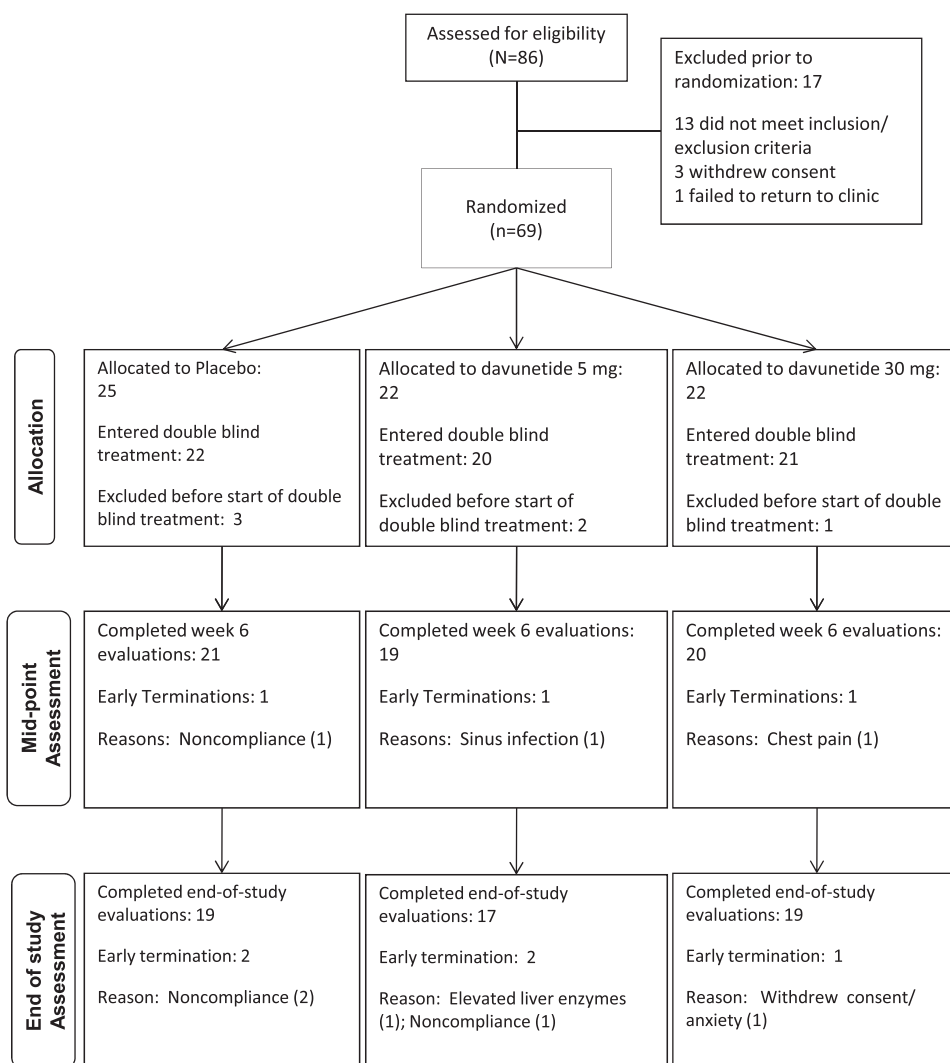 Assessed for eligibility
(N=86)
Excluded prior to
randomization: 17
13 did not meet inclusion/
exclusion criteria
3 withdrew consent
1 failed to return to clinic
Randomized
(n=69)
Allocation
Allocated to Placebo:
25
Entered double blind
treatment: 22
Excluded before start of double
blind treatment: 3
Allocated to davunetide 5 mg:
22
Entered double blind
treatment: 20
Excluded before start of
double blind treatment: 2
Allocated to davunetide 30 mg:
22
Entered double blind
treatment: 21
Excluded before start of double
blind treatment: 1
Mid-point
Assessment
Completed week 6
evaluations: 21
Early Terminations: 1
Reasons: Noncompliance (1)
Completed week 6 evaluations:
19
Early Terminations: 1
Reasons: Sinus infection (1)
Completed week 6 evaluations:
20
Early Terminations: 1
Reasons: Chest pain (1)
End of study
Assessment
Completed end-of-study
evaluations: 19
Early termination: 2
Reason: Noncompliance (2)
Completed end-of-study
evaluations: 17
Early termination: 2
Reason: Elevated liver enzymes
(1); Noncompliance (1)
Completed end-of-study
evaluations: 19
Early termination: 1
Reason: Withdrew consent/
anxiety (1)